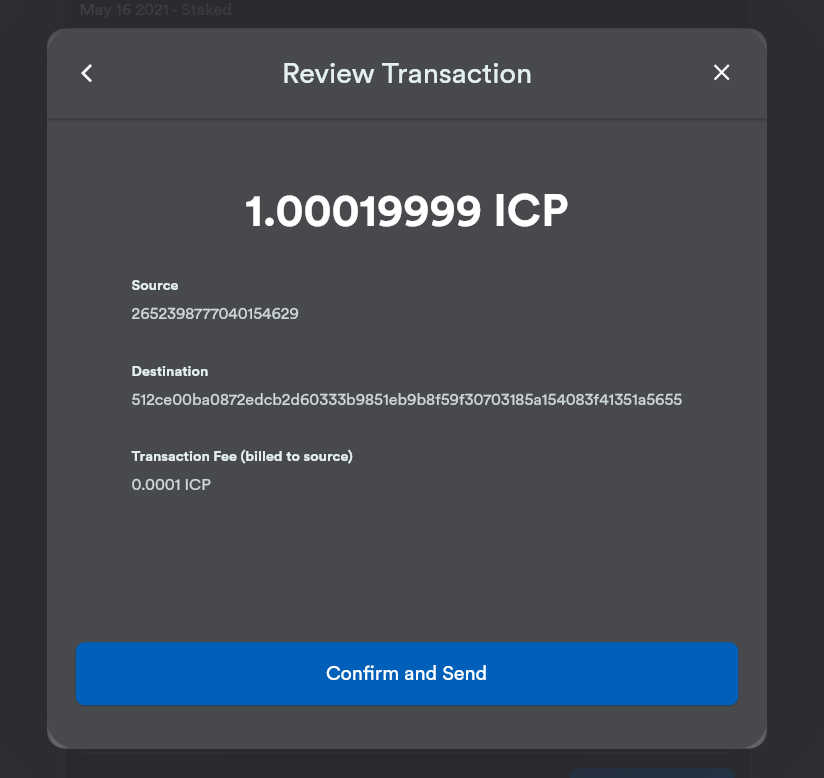 May 16 2021 - Staked
Review Transaction
1.00019999 ICP
Source
2652398777040154629
Destination
512ce00ba0872edcb2d60333b9851eb9b8f59f30703185a154083f41351a5655
Transaction Fee (billed to source)
0.0001 ICP
Confirm and Send